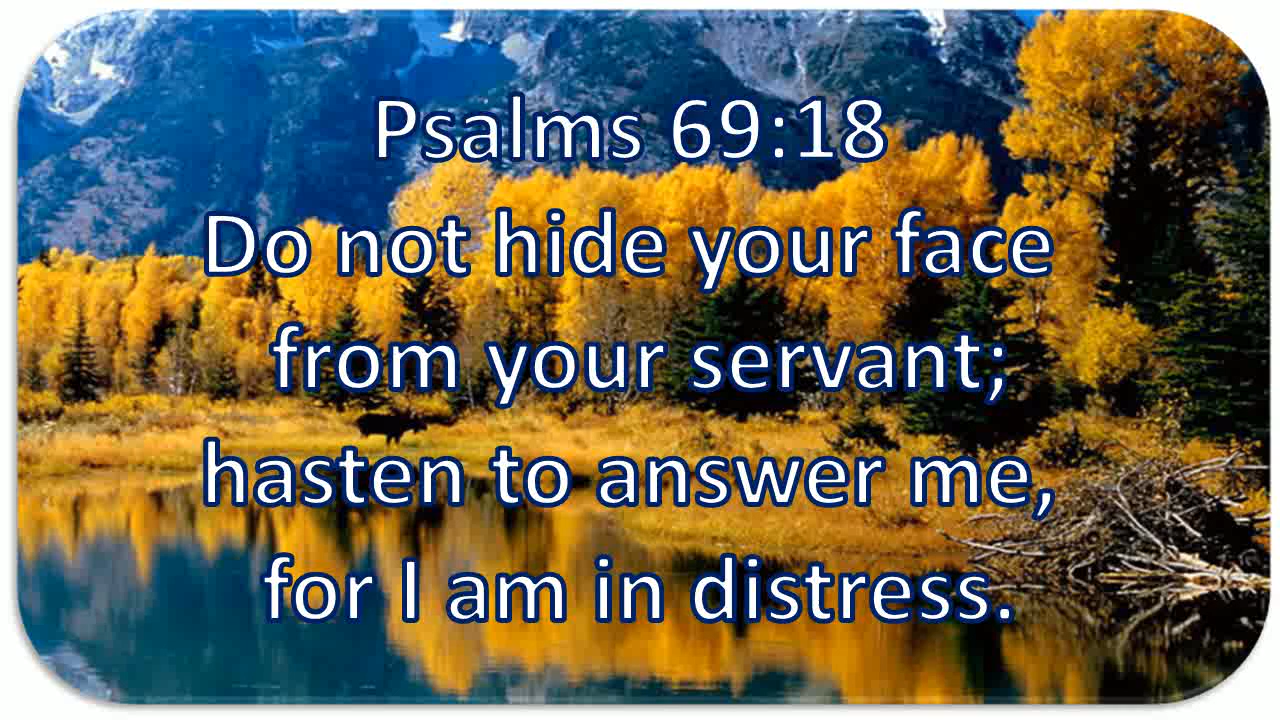 Psalms 69:18
Do not hide your face
from your servant;
hasten to answer me,
for I am in distress.